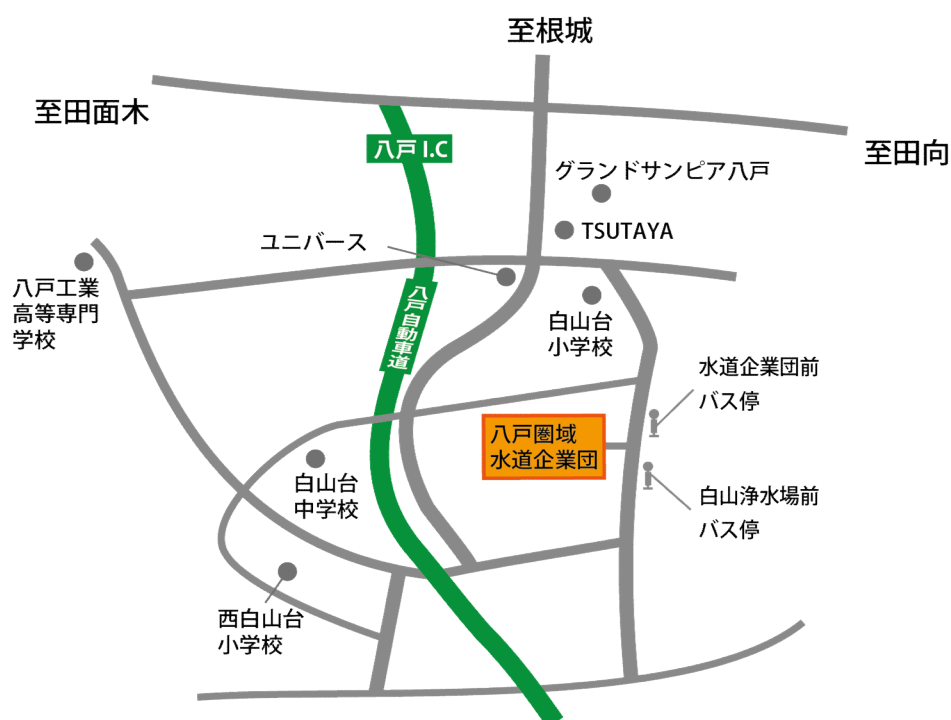 至根城
至田面木
八戸I.C
至田向
グランドサンピア八戸
TSUTAYA
ユニバース
八戸工業
高等専門
学校
八戸自動車道
白山台
小学校
水道企業団前
バス停
八戸圏域
水道企業団
白山台
中学校
白山浄水場前
バス停
西白山台
小学校